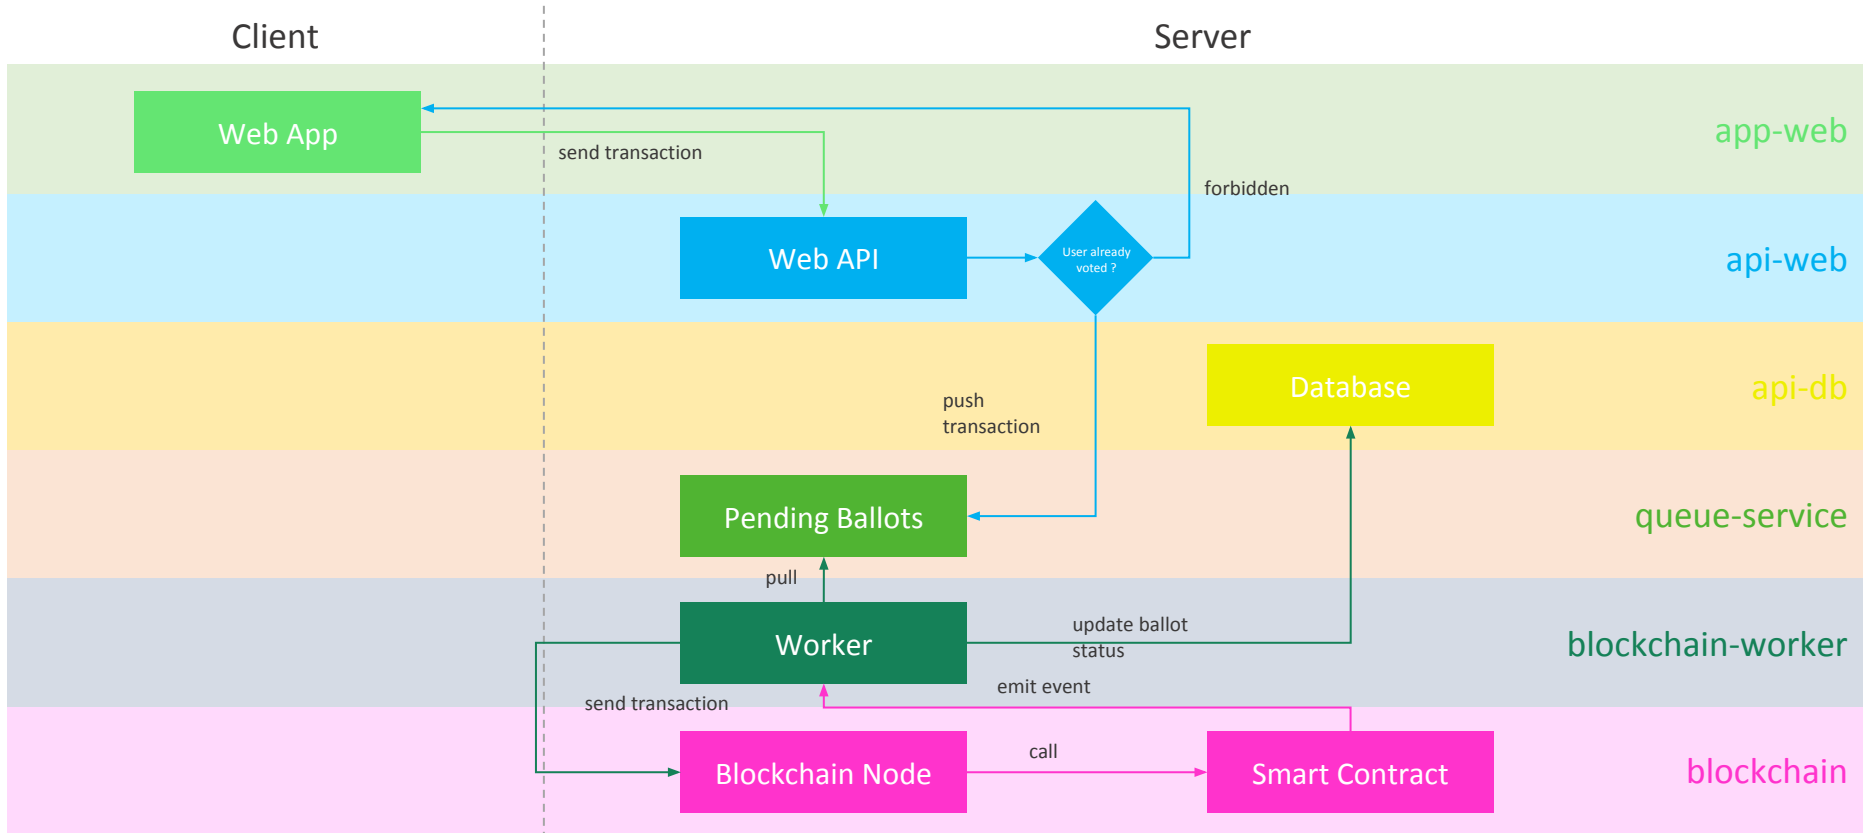 Client
Server
Web App
app-web
send transaction
forbidden
Web API
User already
voted ?
api-web
Database
api-db
push
transaction
Pending Ballots
queue-service
pull
Worker
update ballot
status
blockchain-worker
emit event
send transaction
Blockchain Node
call
Smart Contract
blockchain